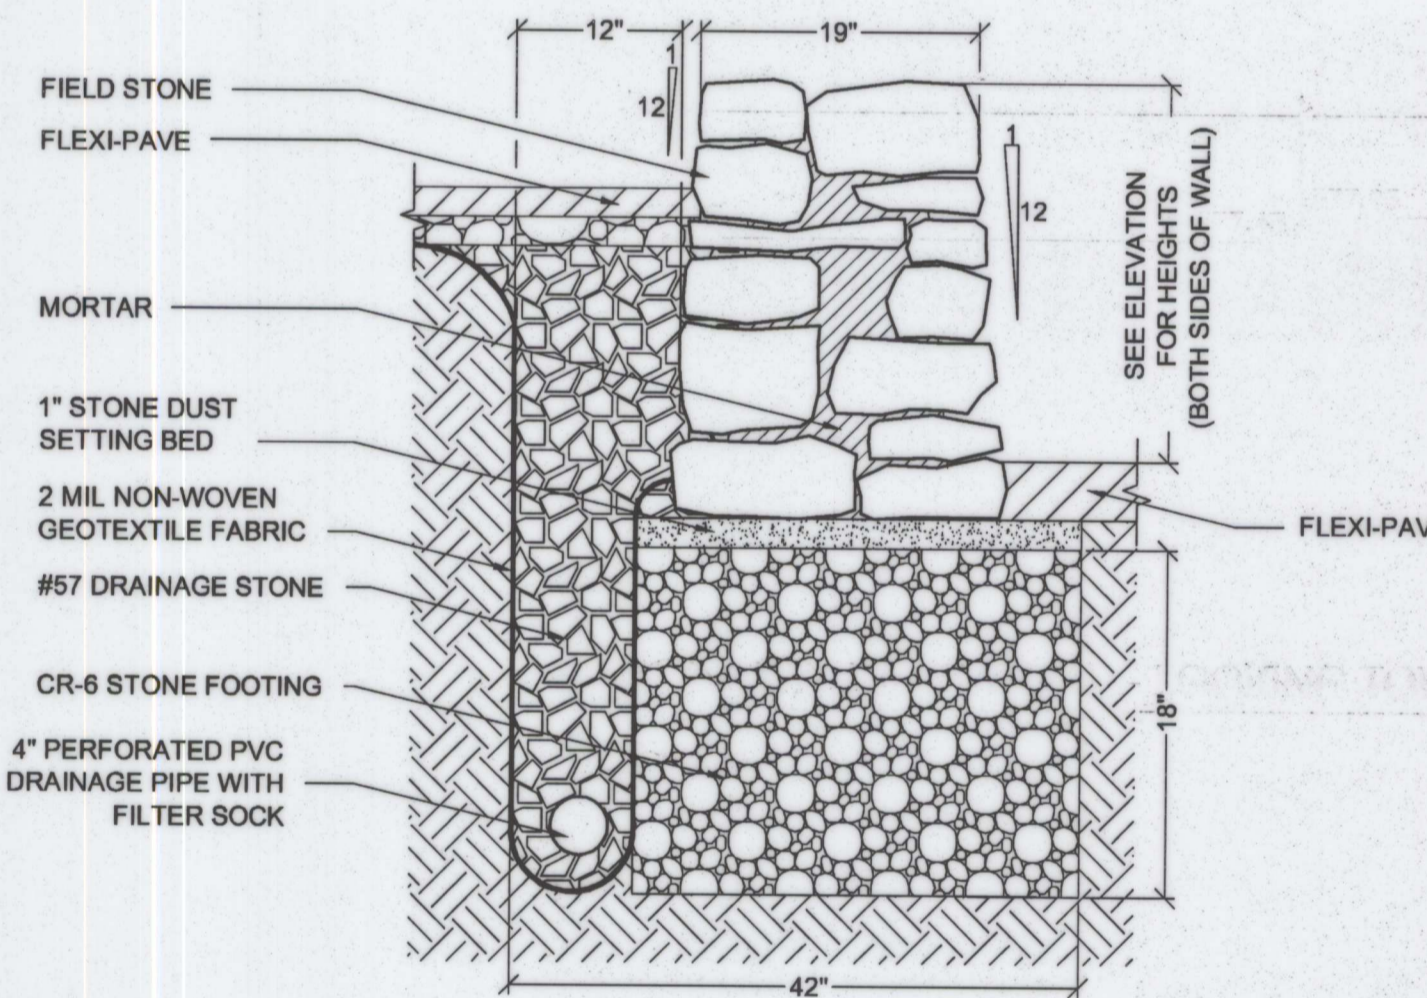 12"
19"
1
12
FIELD STONE
FLEXI-PAVE
1
12
SEE ELEVATION
FOR HEIGHTS
(BOTH SIDES OF WALL)
MORTAR
1" STONE DUST
SETTING BED
2 MIL NON-WOVEN
GEOTEXTILE FABRIC
FLEXI-PAV
#57 DRAINAGE STONE
CR-6 STONE FOOTING
18"
4" PERFORATED PVC
DRAINAGE PIPE WITH
FILTER SOCK
42"